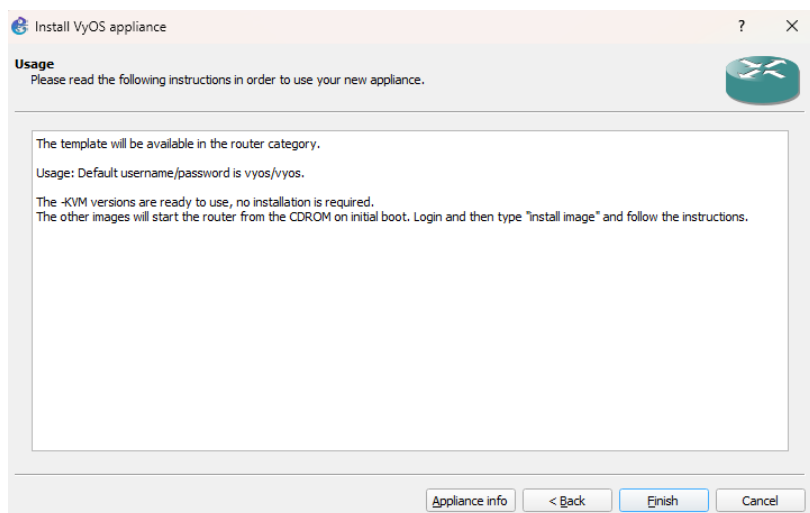 Install VyOS appliance
?
Usage
Please read the following instructions in order to use your new appliance.
The template will be available in the router category.
Usage: Default username/password is vyos/vyos.
The -KVM versions are ready to use, no installation is required.
The other images will start the router from the CDROM on initial boot. Login and then type "install image" and follow the instructions.
Appliance info
< Back
Finish
Cancel